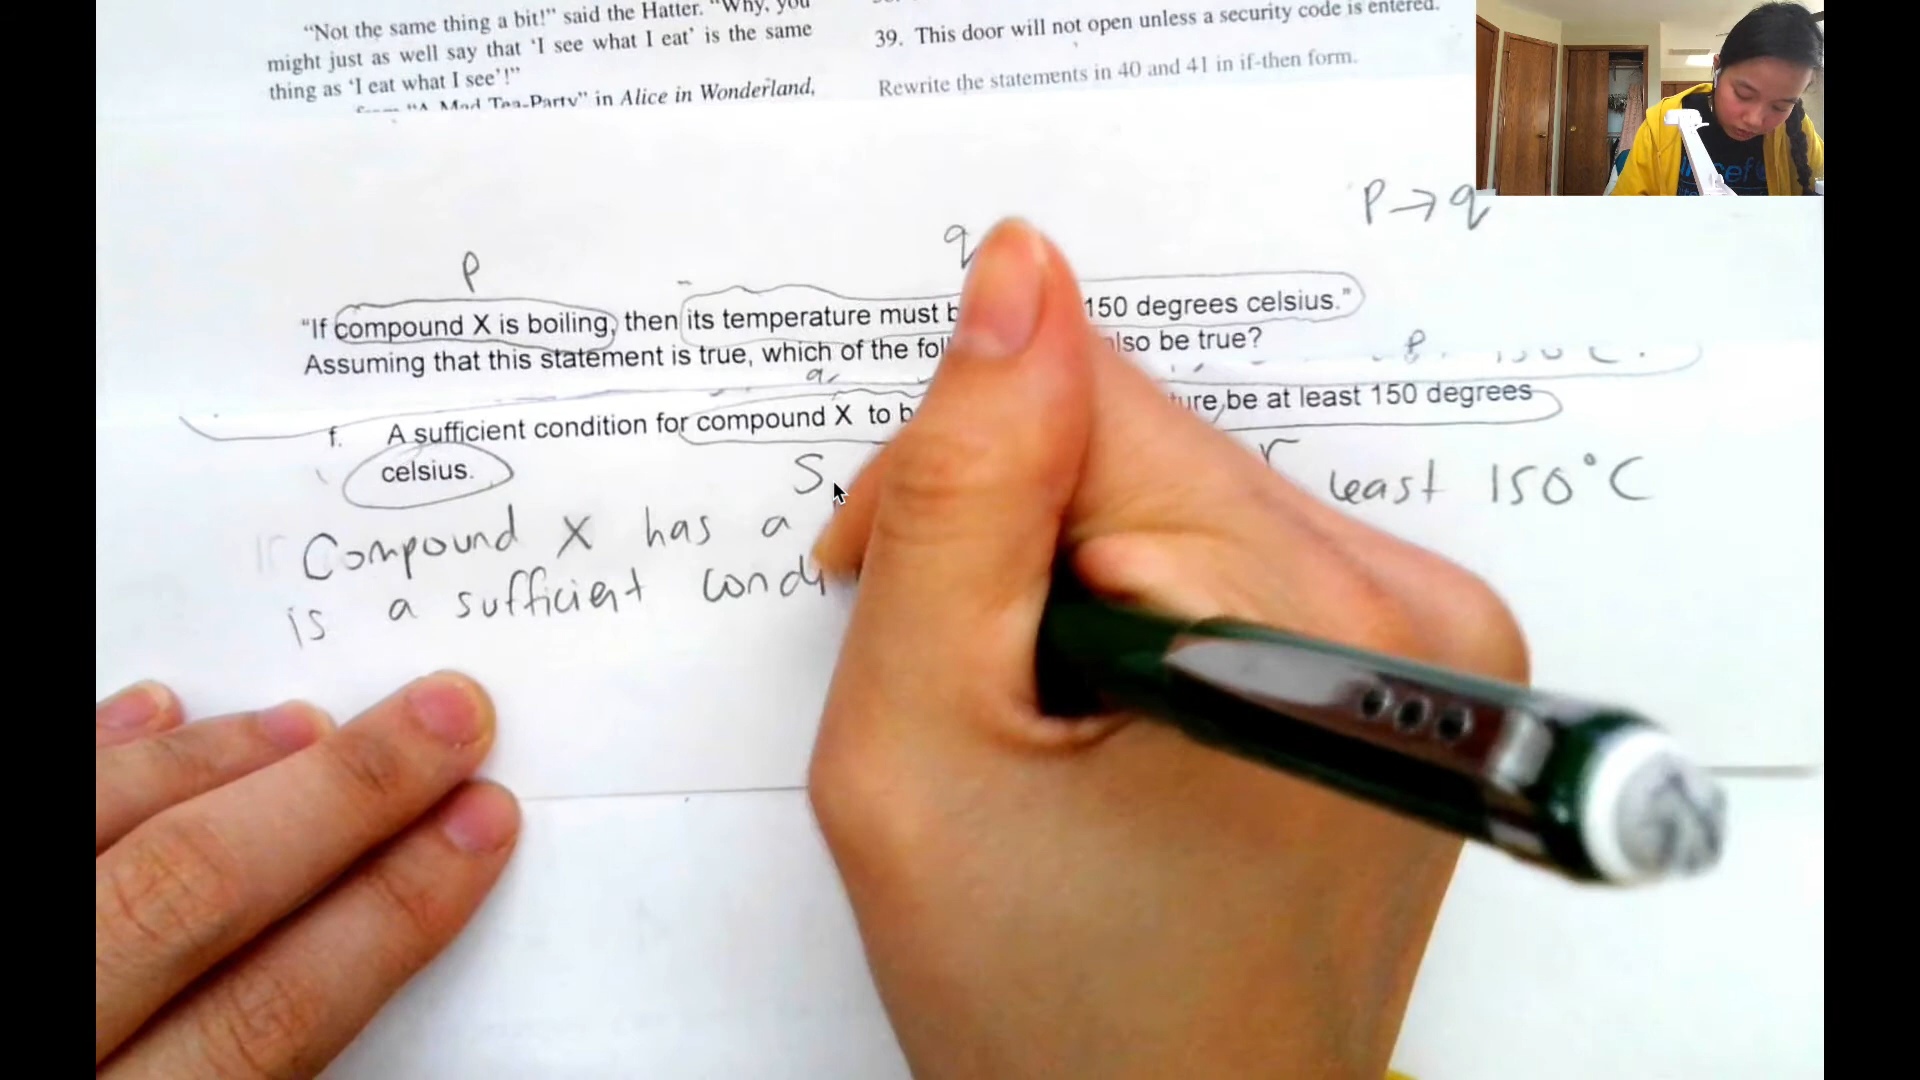 "Not the same thing a bit!" said the Hatter. "Why, you
might just as well say that 'I see what I eat' is the same
thing as 'I eat what I see'!"
"A Mad Tea-Party" in Alice in Wonderland,
39. This door will not open unless a security code is entered.
Rewrite the statements in 40 and 41 in if-then form.
p → q
p
q
"If compound X is boiling, then its temperature must b 150 degrees celsius."
Assuming that this statement is true, which of the fol lso be true?
f. A sufficient condition for compound X to b ure be at least 150 degrees
celsius.
S
r
Compound X has a least 150°C
is a sufficient condi